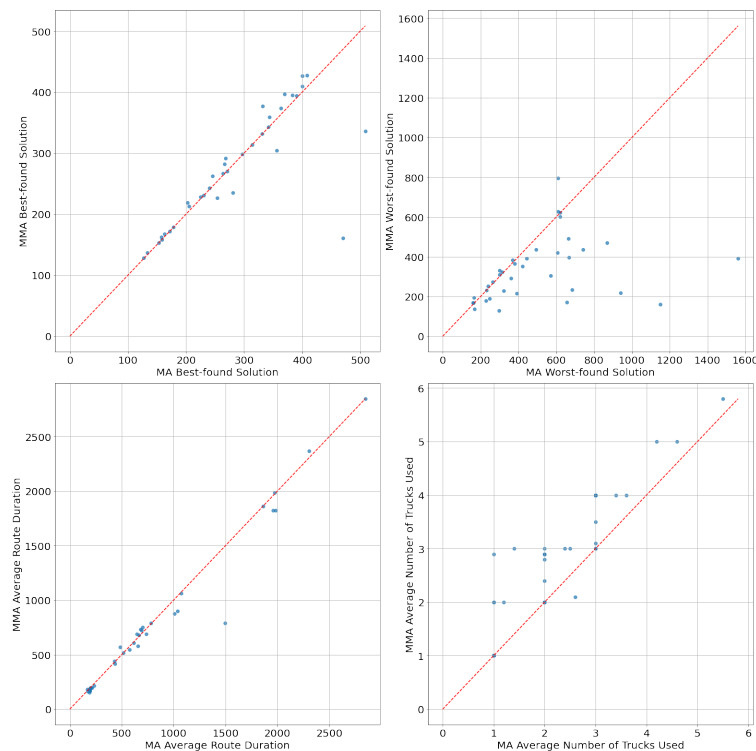 500
400
300
200
100
0
MMA Best-found Solution
0 100 200 300 400 500
MA Best-found Solution
1600
1400
1200
1000
800
600
400
200
0
MMA Worst-found Solution
0 200 400 600 800 1000 1200 1400 1600
MA Worst-found Solution
2500
2000
1500
1000
500
0
MMA Average Route Duration
0 500 1000 1500 2000 2500
MA Average Route Duration
6
5
4
3
2
1
0
MMA Average Number of Trucks Used
0 1 2 3 4 5 6
MA Average Number of Trucks Used